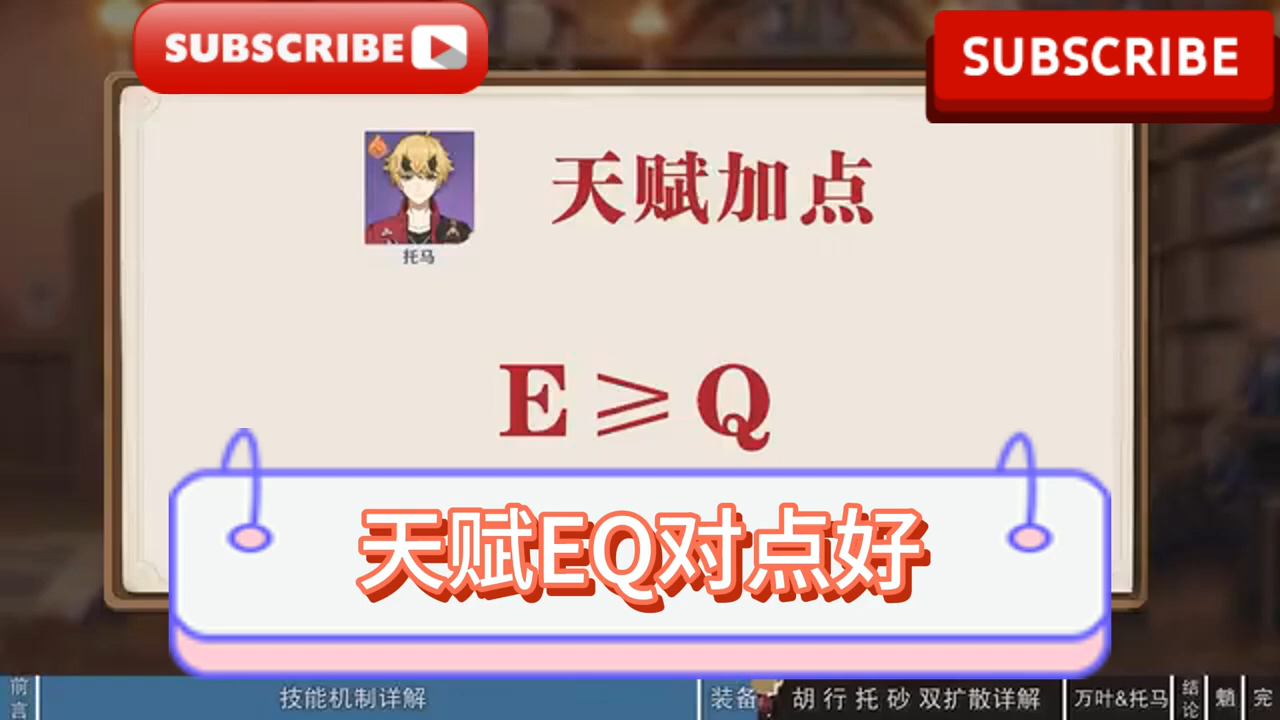 SUBSCRIBE
SUBSCRIBE
天赋加点
托马
E ⩾ Q
天赋EQ对点好
前言
技能机制详解
装备
胡行托砂双扩散详解
万叶&托马
结论
完